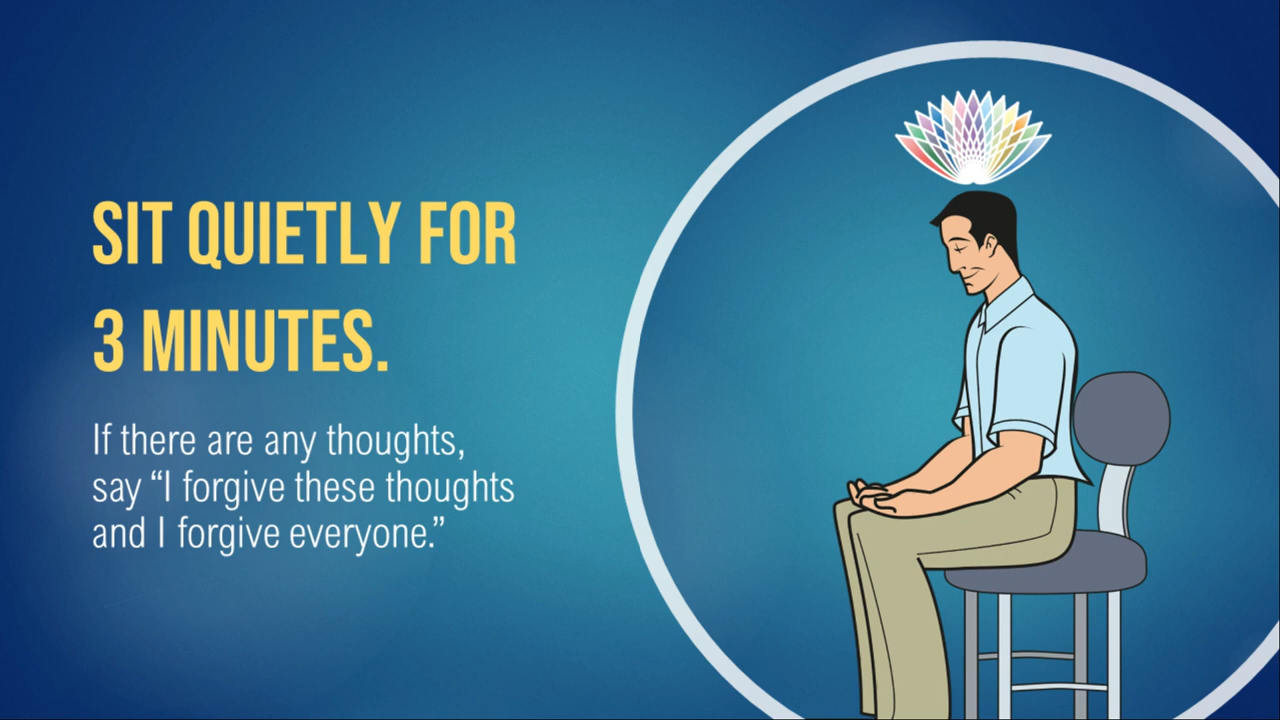 SIT QUIETLY FOR
3 MINUTES.
If there are any thoughts,
say “I forgive these thoughts
and I forgive everyone.”